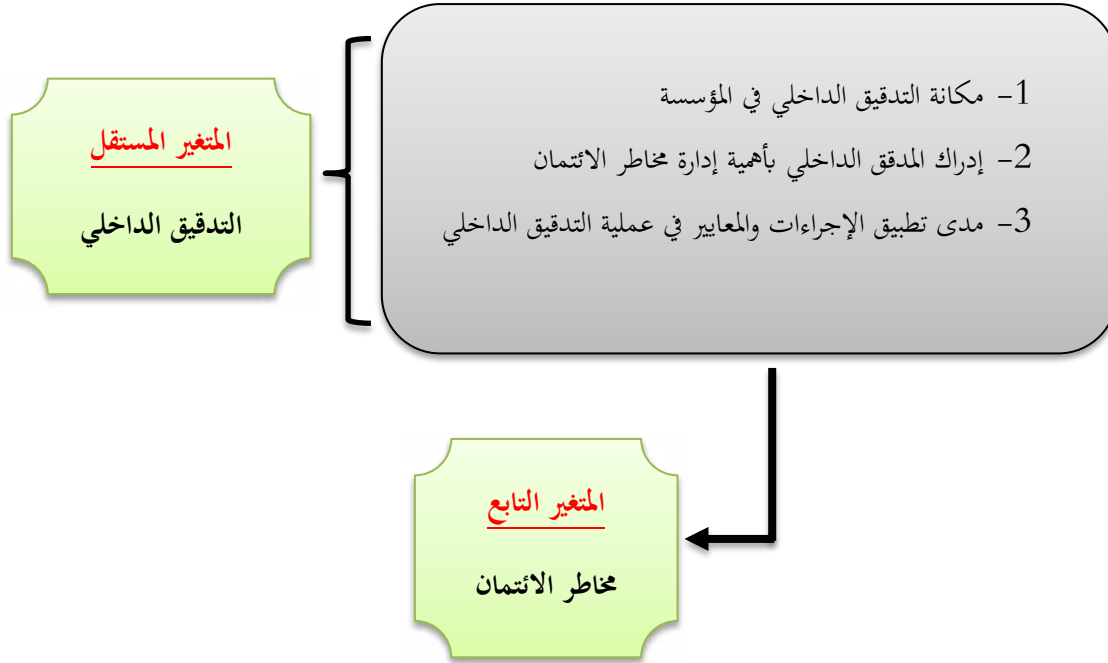 المتغير المستقل
التدقيق الداخلي
1- مكانة التدقيق الداخلي في المؤسسة
2- إدراك المدقق الداخلي بأهمية إدارة مخاطر الائتمان
3- مدى تطبيق الإجراءات والمعايير في عملية التدقيق الداخلي
المتغير التابع
مخاطر الائتمان